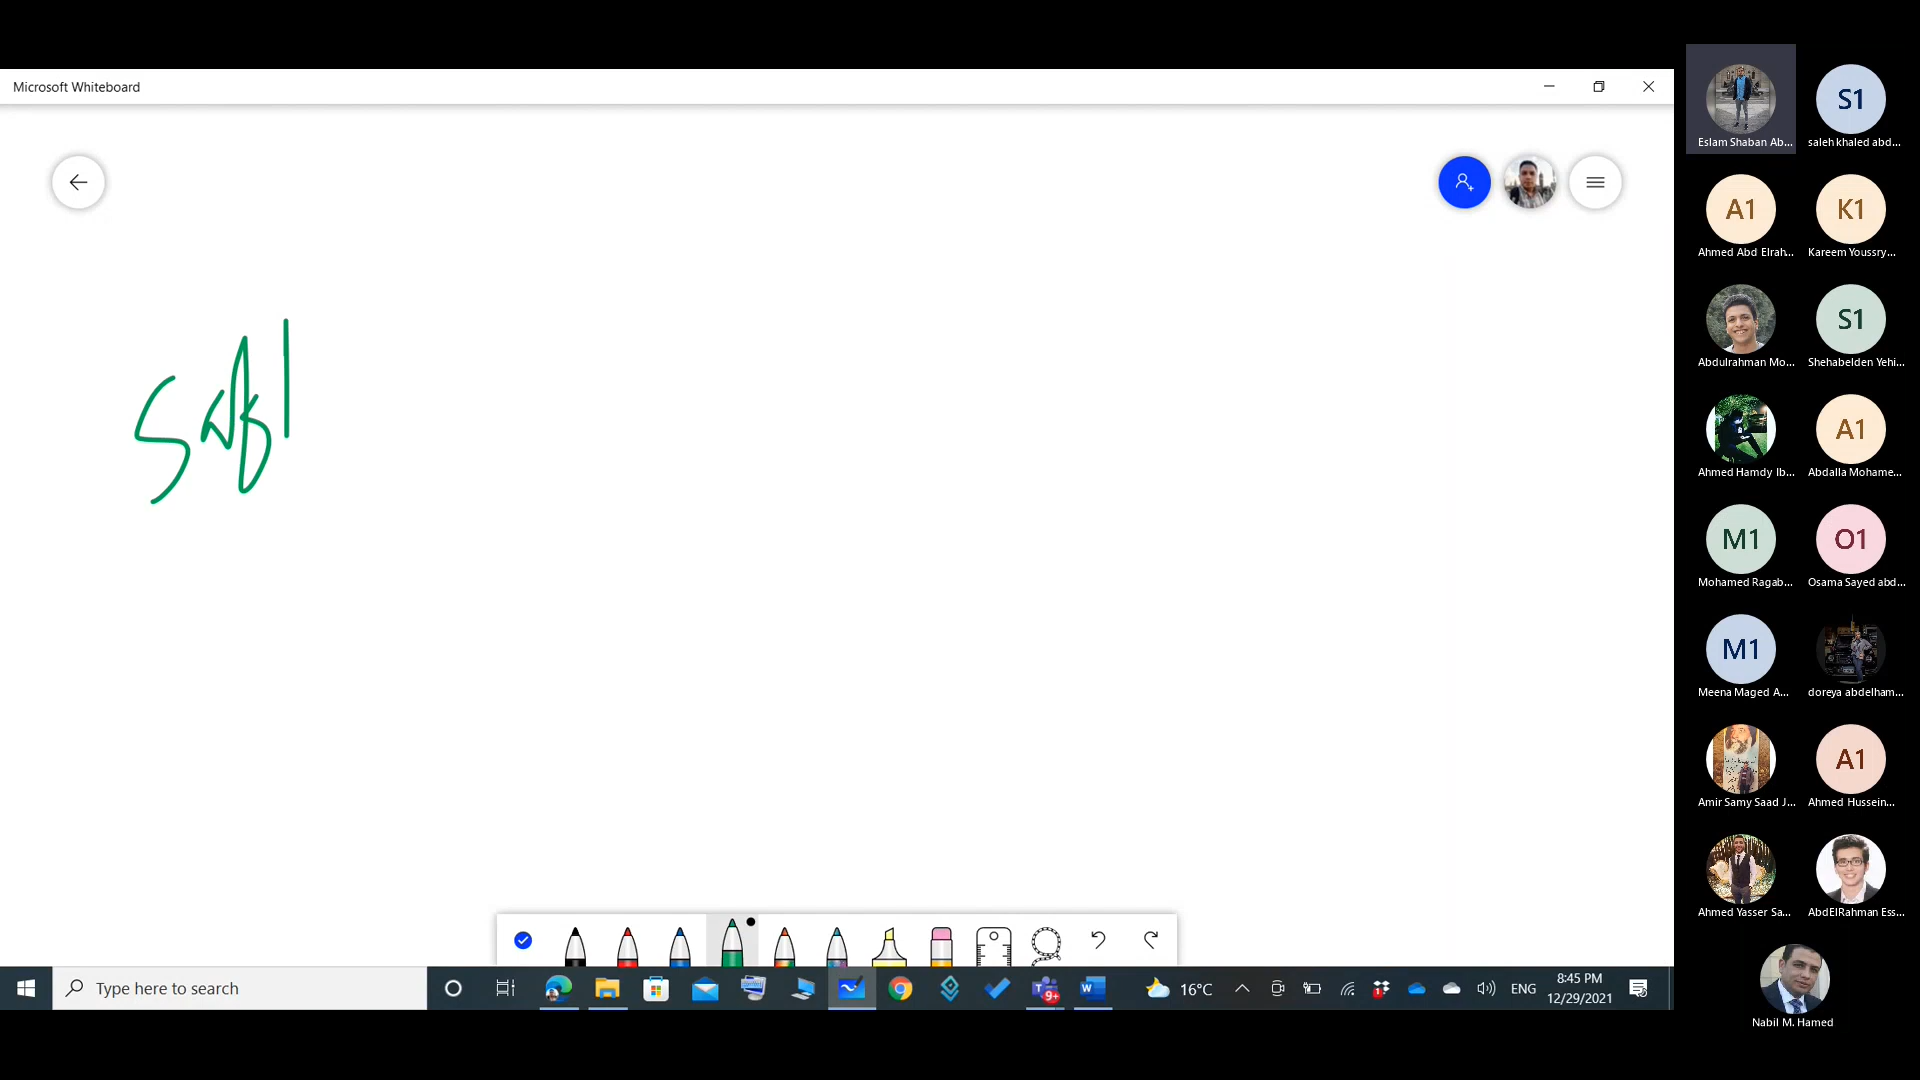 Microsoft Whiteboard
Eslam Shaban Ab...
S1
saleh khaled abd...
A1
Ahmed Abd Elrah...
K1
Kareem Youssry...
Abdulrahman Mo...
S1
Shehabelden Yehi...
Ahmed Hamdy Ib...
A1
Abdalla Mohame...
M1
Mohamed Ragab...
O1
Osama Sayed abd...
M1
Meena Maged A...
doreya abdelham...
Amir Samy Saad J...
A1
Ahmed Hussein...
Ahmed Yasser Sa...
AbdElRahman Ess...
Nabil M. Hamed
Type here to search
9+
16°C
1
ENG
8:45 PM
12/29/2021